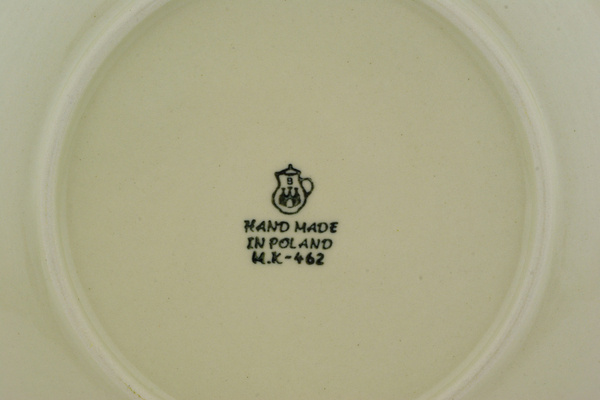 B
HAND MADE
IN POLAND
M.K-462